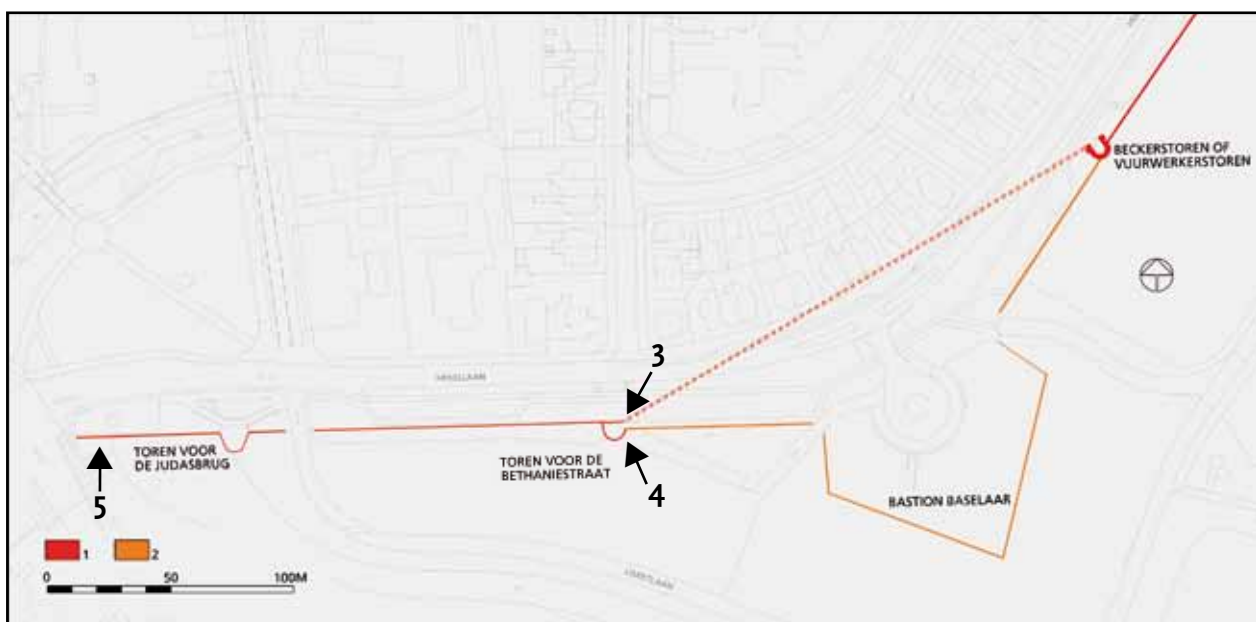 BECKERSTOREN OF
VUURWERKERSTOREN
3
TOREN VOOR
DE JUDASBRUG
TOREN VOOR DE
BETHANIESTRAAT
4
5
BASTION BASELAAR
1
2
0
50
100M